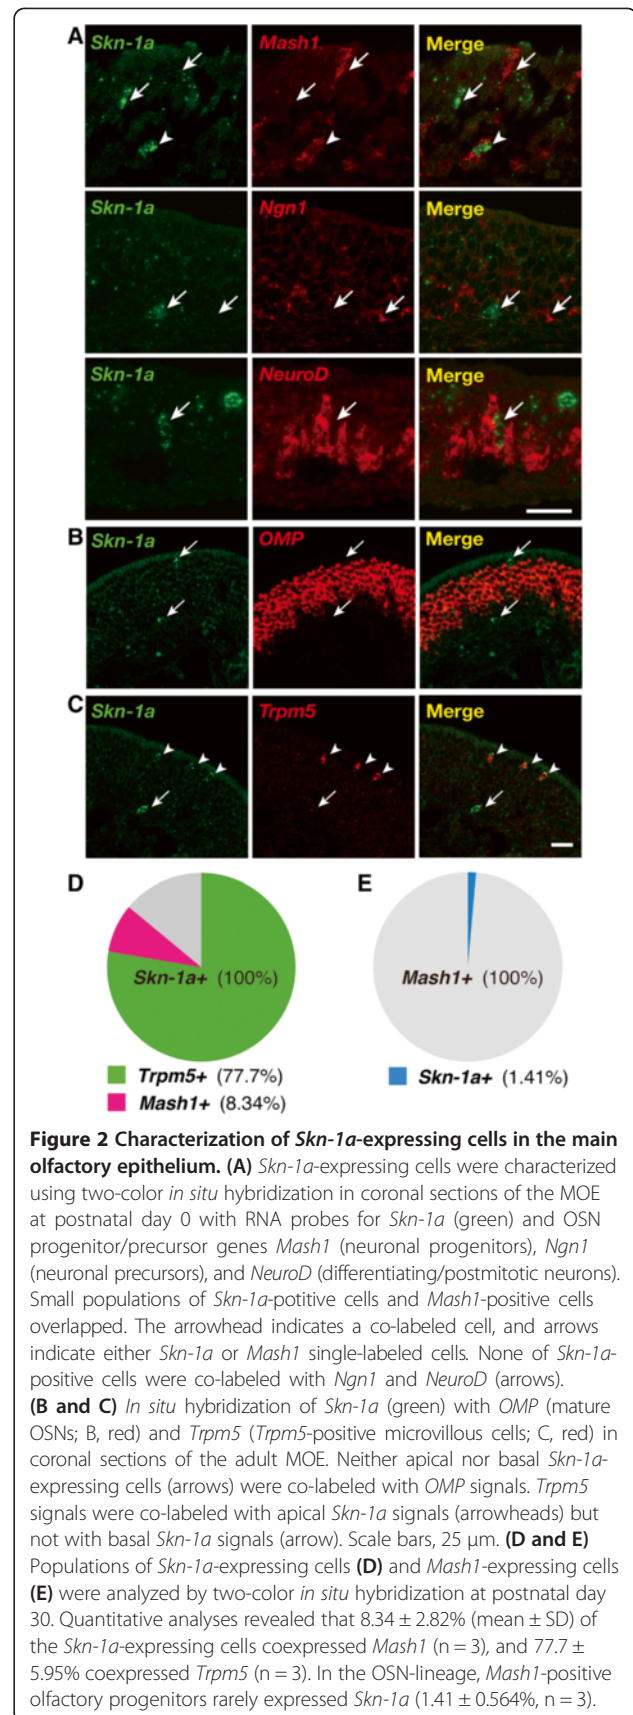 A Skn-1a Mash1 Merge
Skn-1a Ngn1 Merge
Skn-1a NeuroD Merge
B Skn-1a OMP Merge
C Skn-1a Trpm5 Merge
D E
Skn-1a+ (100%) Mash1+ (100%)
Trpm5+ (77.7%) Skn-1a+ (1.41%)
Mash1+ (8.34%)
Figure 2 Characterization of Skn-1a-expressing cells in the main
olfactory epithelium. (A) Skn-1a-expressing cells were characterized
using two-color in situ hybridization in coronal sections of the MOE
at postnatal day 0 with RNA probes for Skn-1a (green) and OSN
progenitor/precursor genes Mash1 (neuronal progenitors), Ngn1
(neuronal precursors), and NeuroD (differentiating/postmitotic neurons).
Small populations of Skn-1a-potitive cells and Mash1-positive cells
overlapped. The arrowhead indicates a co-labeled cell, and arrows
indicate either Skn-1a or Mash1 single-labeled cells. None of Skn-1a-
positive cells were co-labeled with Ngn1 and NeuroD (arrows).
(B and C) In situ hybridization of Skn-1a (green) with OMP (mature
OSNs; B, red) and Trpm5 (Trpm5-positive microvillous cells; C, red) in
coronal sections of the adult MOE. Neither apical nor basal Skn-1a-
expressing cells (arrows) were co-labeled with OMP signals. Trpm5
signals were co-labeled with apical Skn-1a signals (arrowheads) but
not with basal Skn-1a signals (arrow). Scale bars, 25 μm. (D and E)
Populations of Skn-1a-expressing cells (D) and Mash1-expressing cells
(E) were analyzed by two-color in situ hybridization at postnatal day
30. Quantitative analyses revealed that 8.34 ± 2.82% (mean ± SD) of
the Skn-1a-expressing cells coexpressed Mash1 (n = 3), and 77.7 ±
5.95% coexpressed Trpm5 (n = 3). In the OSN-lineage, Mash1-positive
olfactory progenitors rarely expressed Skn-1a (1.41 ± 0.564%, n = 3).